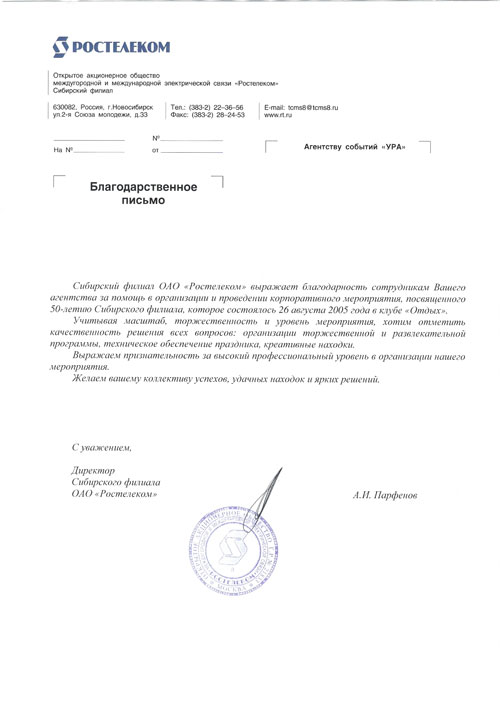 РОСТЕЛЕКОМ
Открытое акционерное общество
междугородной и международной электрической связи «Ростелеком»
Сибирский филиал
630082, Россия, г.Новосибирск
ул.2-я Союза молодежи, д.33
Тел.: (383-2) 22-36-56
Факс: (383-2) 28-24-53
E-mail: tcms8@tcms8.ru
www.rt.ru
№
На № от
Агентству событий «УРА»
Благодарственное
письмо
Сибирский филиал ОАО «Ростелеком» выражает благодарность сотрудникам Вашего
агентства за помощь в организации и проведении корпоративного мероприятия, посвященного
50-летию Сибирского филиала, которое состоялось 26 августа 2005 года в клубе «Отдых».
Учитывая масштаб, торжественность и уровень мероприятия, хотим отметить
качественность решения всех вопросов: организации торжественной и развлекательной
программы, техническое обеспечение праздника, креативные находки.
Выражаем признательность за высокий профессиональный уровень в организации нашего
мероприятия.
Желаем вашему коллективу успехов, удачных находок и ярких решений.
С уважением,
Директор
Сибирского филиала
ОАО «Ростелеком»
А.И. Парфенов
РОСТЕЛЕКОМ
МОСКВА